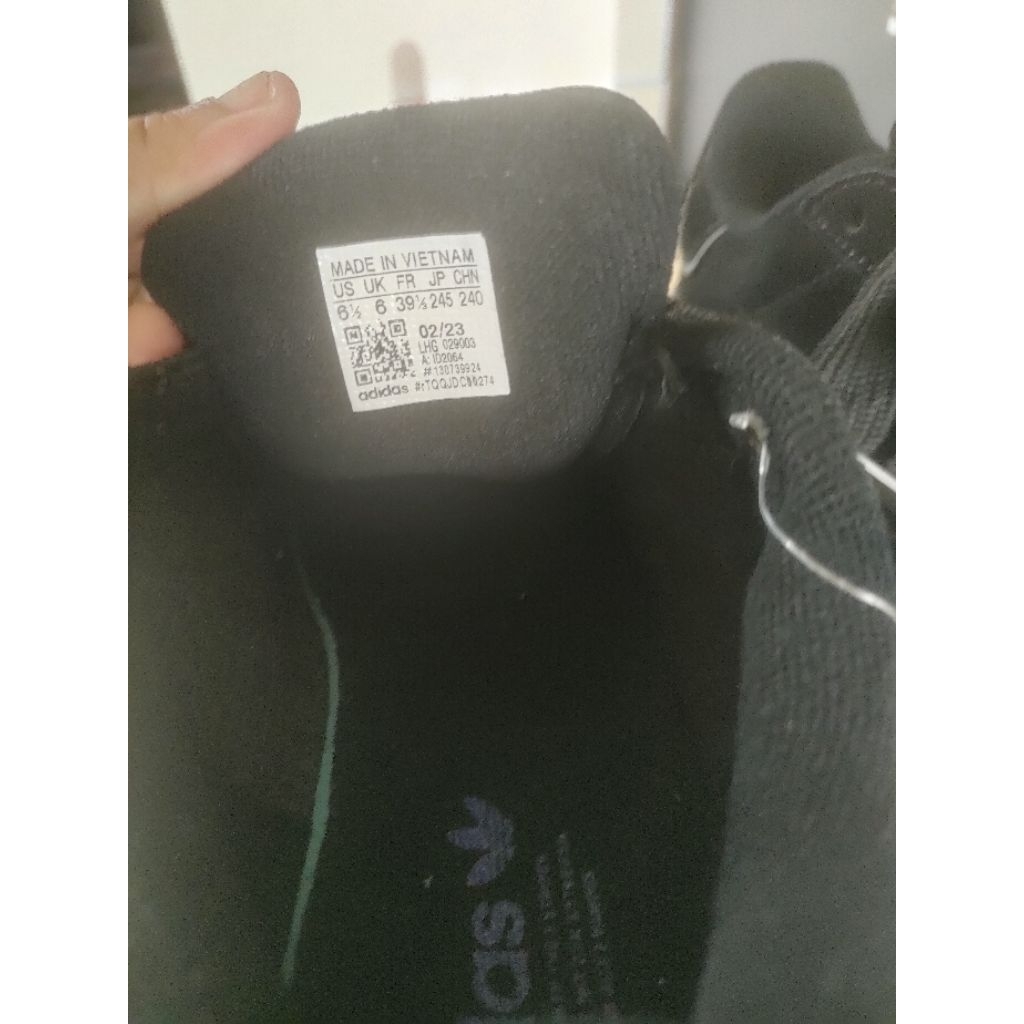 MADE IN VIETNAM
US UK FR JP CHN
6½ 6 39⅓ 245 240
02/23
LHG 029003
A: ID2064
#130739924
adidas
das